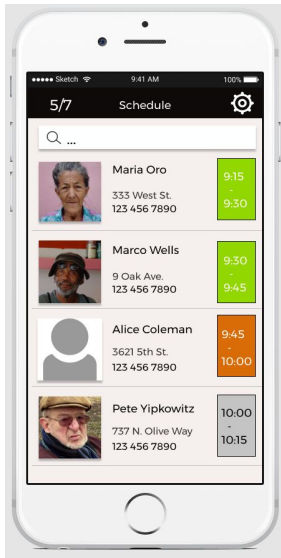 Sketch 9:41 AM 100%
5/7 Schedule
...
Maria Oro
333 West St.
123 456 7890
9:15
-
9:30
Marco Wells
9 Oak Ave.
123 456 7890
9:30
-
9:45
Alice Coleman
3621 5th St.
123 456 7890
9:45
-
10:00
Pete Yipkowitz
737 N. Olive Way
123 456 7890
10:00
-
10:15